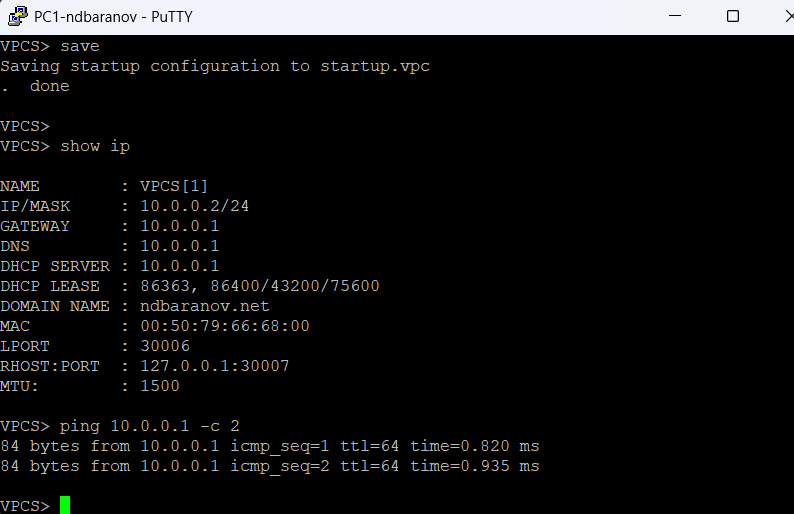 PC1-ndbaranov - PuTTY
VPCS> save
Saving startup configuration to startup.vpc
.  done
VPCS>
VPCS> show ip
NAME        : VPCS[1]
IP/MASK     : 10.0.0.2/24
GATEWAY     : 10.0.0.1
DNS         : 10.0.0.1
DHCP SERVER : 10.0.0.1
DHCP LEASE  : 86363, 86400/43200/75600
DOMAIN NAME : ndbaranov.net
MAC         : 00:50:79:66:68:00
LPORT       : 30006
RHOST:PORT  : 127.0.0.1:30007
MTU:        : 1500
VPCS> ping 10.0.0.1 -c 2
84 bytes from 10.0.0.1 icmp_seq=1 ttl=64 time=0.820 ms
84 bytes from 10.0.0.1 icmp_seq=2 ttl=64 time=0.935 ms
VPCS>